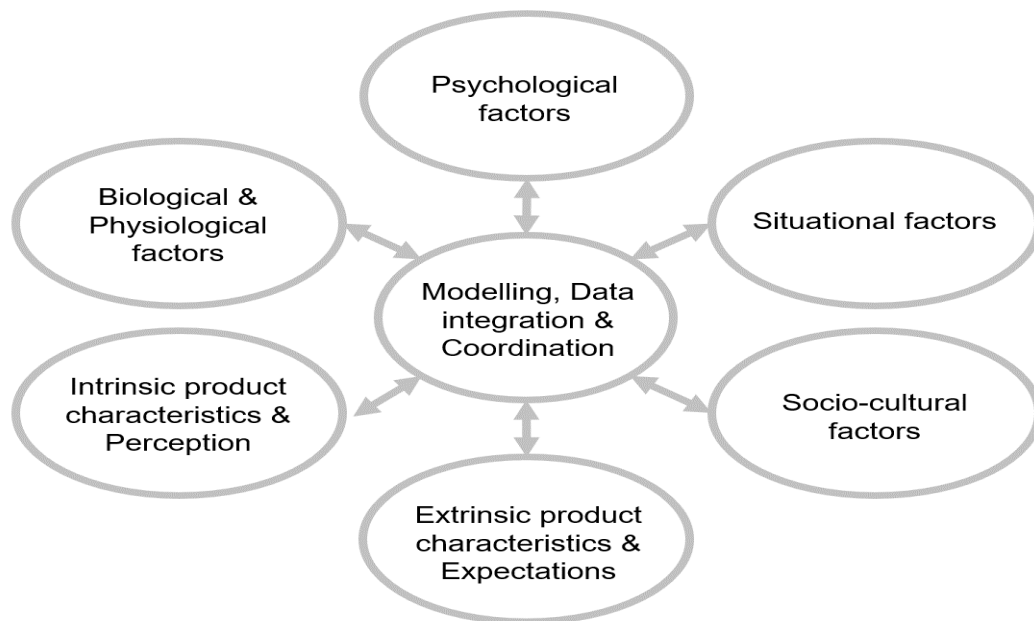 Psychological
factors
Biological &
Physiological
factors
Situational factors
Modelling, Data
integration &
Coordination
Intrinsic product
characteristics &
Perception
Socio-cultural
factors
Extrinsic product
characteristics &
Expectations